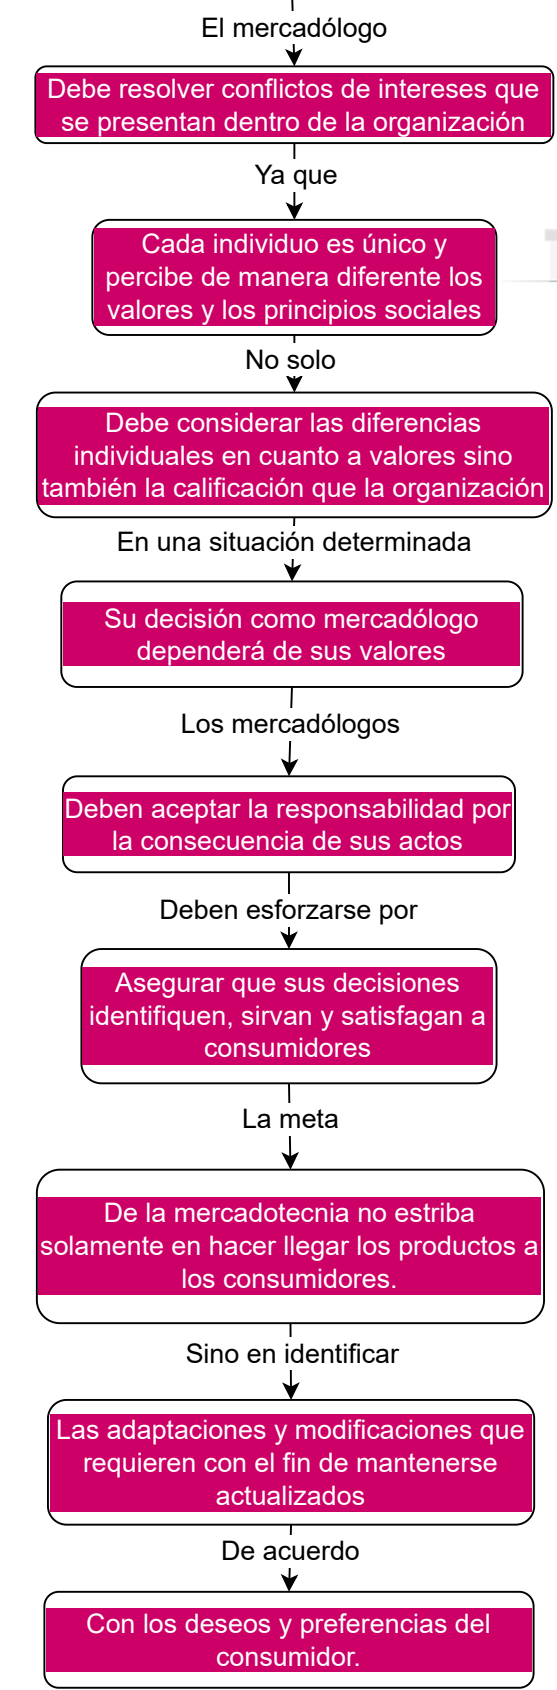 El mercadólogo
Debe resolver conflictos de intereses que
se presentan dentro de la organización
Ya que
Cada individuo es único y
percibe de manera diferente los
valores y los principios sociales
No solo
Debe considerar las diferencias
individuales en cuanto a valores sino
también la calificación que la organización
En una situación determinada
Su decisión como mercadólogo
dependerá de sus valores
Los mercadólogos
Deben aceptar la responsabilidad por
la consecuencia de sus actos
Deben esforzarse por
Asegurar que sus decisiones
identifiquen, sirvan y satisfagan a
consumidores
La meta
De la mercadotecnia no estriba
solamente en hacer llegar los productos a
los consumidores.
Sino en identificar
Las adaptaciones y modificaciones que
requieren con el fin de mantenerse
actualizados
De acuerdo
Con los deseos y preferencias del
consumidor.